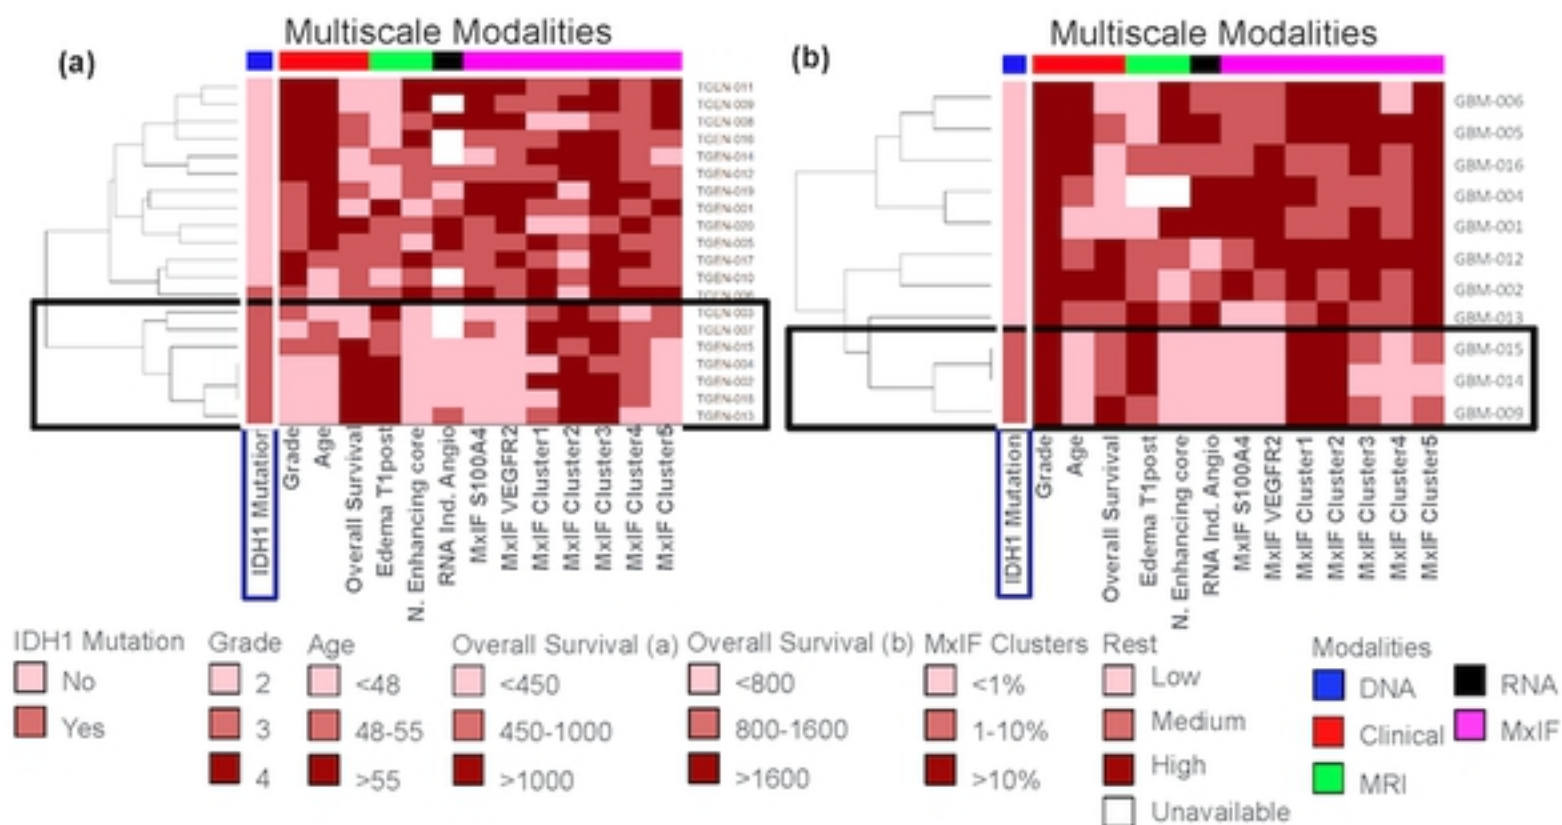 Multiscale Modalities
(a)
TGEN-011
TGEN-009
TGEN-008
TGEN-016
TGEN-014
TGEN-012
TGEN-019
TGEN-001
TGEN-020
TGEN-005
TGEN-017
TGEN-010
TGEN-006
TGEN-003
TGEN-007
TGEN-015
TGEN-004
TGEN-002
TGEN-018
TGEN-013
IDH1 Mutation
Grade
Age
Overall Survival
Edema T1post
N. Enhancing core
RNA Ind. Angio
MxIF S100A4
MxIF VEGFR2
MxIF Cluster1
MxIF Cluster2
MxIF Cluster3
MxIF Cluster4
MxIF Cluster5
Multiscale Modalities
(b)
GBM-006
GBM-005
GBM-016
GBM-004
GBM-001
GBM-012
GBM-002
GBM-013
GBM-015
GBM-014
GBM-009
IDH1 Mutation
Grade
Age
Overall Survival
Edema T1post
N. Enhancing core
RNA Ind. Angio
MxIF S100A4
MxIF VEGFR2
MxIF Cluster1
MxIF Cluster2
MxIF Cluster3
MxIF Cluster4
MxIF Cluster5
IDH1 Mutation
No
Yes
Grade
2
3
4
Age
<48
48-55
>55
Overall Survival (a)
<450
450-1000
>1000
Overall Survival (b)
<800
800-1600
>1600
MxIF Clusters
<1%
1-10%
>10%
Rest
Low
Medium
High
Unavailable
Modalities
DNA
Clinical
MRI
RNA
MxIF